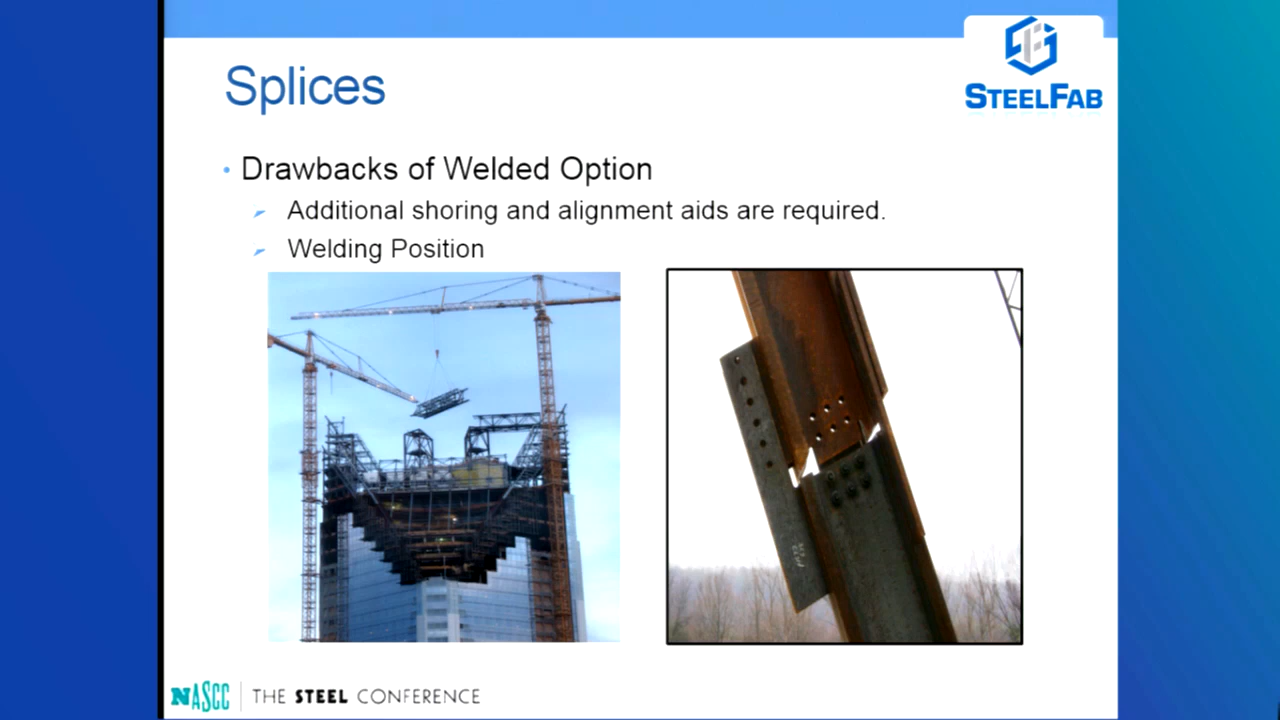 STEELFAB
Splices
Drawbacks of Welded Option
Additional shoring and alignment aids are required.
Welding Position
NASCC THE STEEL CONFERENCE